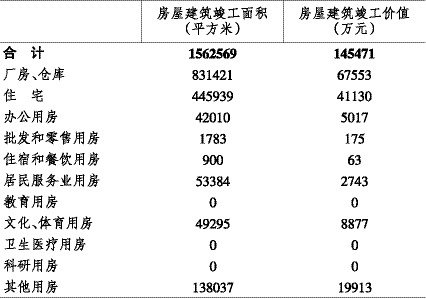 房屋建筑竣工面积 房屋建筑竣工价值
(平方米) (万元)
合 计 1562569 145471
厂房、仓库 831421 67553
住 宅 445939 41130
办公用房 42010 5017
批发和零售用房 1783 175
住宿和餐饮用房 900 63
居民服务业用房 53384 2743
教育用房 0 0
文化、体育用房 49295 8877
卫生医疗用房 0 0
科研用房 0 0
其他用房 138037 19913